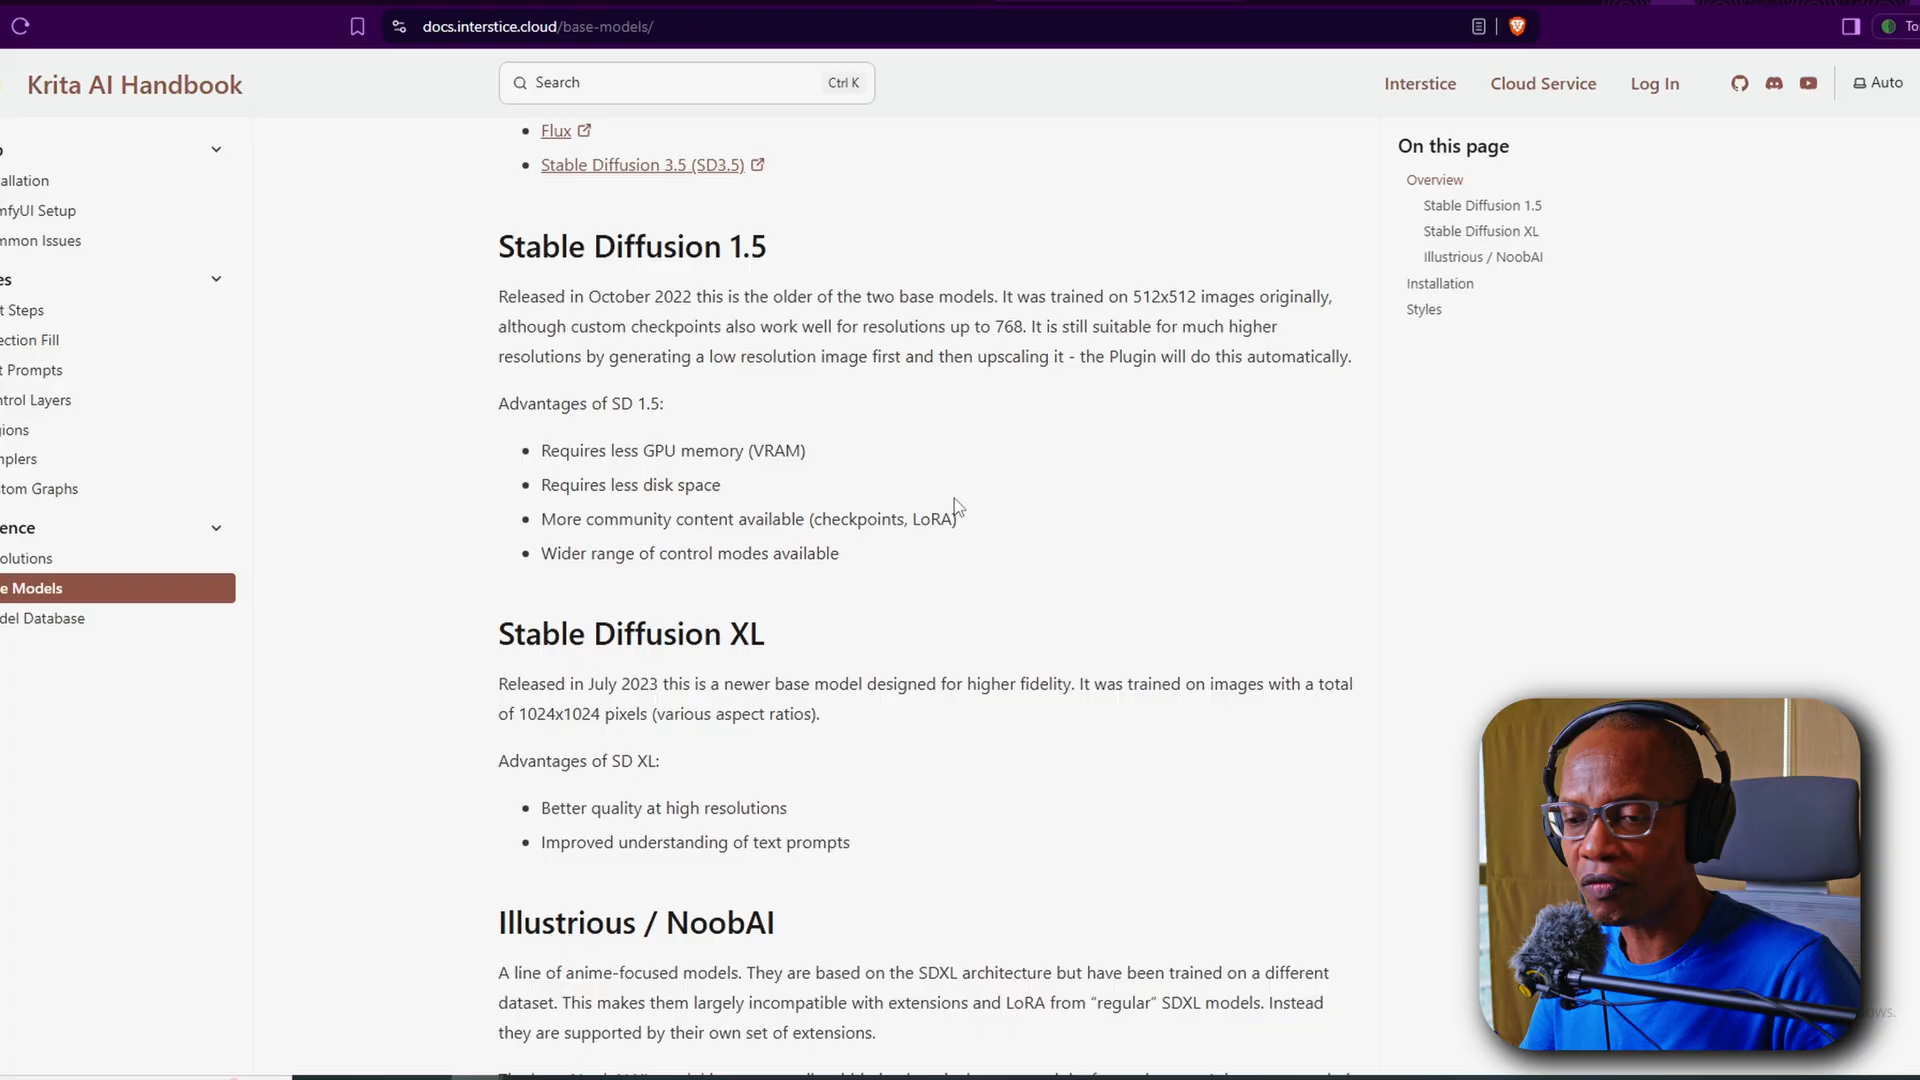 docs.interstice.cloud/base-models/
To
Krita AI Handbook
Search
Ctrl K
Interstice
Cloud Service
Log In
Auto
allation
mfyUI Setup
mmon Issues
es
t Steps
ection Fill
t Prompts
ntrol Layers
gions
mplers
stom Graphs
ence
olutions
e Models
del Database
Flux
Stable Diffusion 3.5 (SD3.5)
Stable Diffusion 1.5
Released in October 2022 this is the older of the two base models. It was trained on 512x512 images originally,
although custom checkpoints also work well for resolutions up to 768. It is still suitable for much higher
resolutions by generating a low resolution image first and then upscaling it - the Plugin will do this automatically.
Advantages of SD 1.5:
Requires less GPU memory (VRAM)
Requires less disk space
More community content available (checkpoints, LoRA)
Wider range of control modes available
Stable Diffusion XL
Released in July 2023 this is a newer base model designed for higher fidelity. It was trained on images with a total
of 1024x1024 pixels (various aspect ratios).
Advantages of SD XL:
Better quality at high resolutions
Improved understanding of text prompts
Illustrious / NoobAI
A line of anime-focused models. They are based on the SDXL architecture but have been trained on a different
dataset. This makes them largely incompatible with extensions and LoRA from “regular” SDXL models. Instead
they are supported by their own set of extensions.
On this page
Overview
Stable Diffusion 1.5
Stable Diffusion XL
Illustrious / NoobAI
Installation
Styles